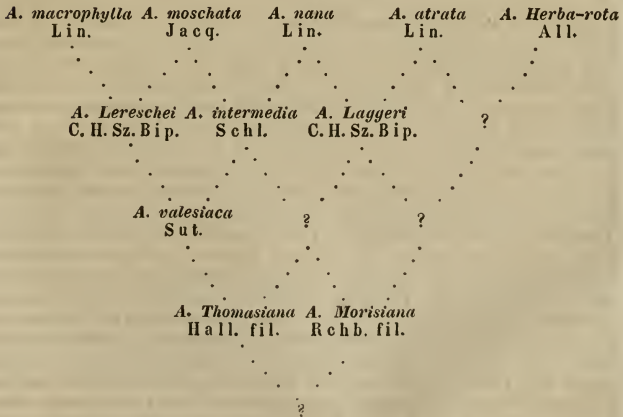 A. macrophylla A. moschata A. nana A. atrata A. Herba-rota
Lin. Jacq. Lin. Lin. All.
A. Lereschei A. intermedia A. Laggeri ?
C. H. Sz. Bip. Schl. C. H. Sz. Bip.
A. valesiaca ? ?
Sut.
A. Thomasiana A. Morisiana
Hall. fil. Rchb. fil.
?